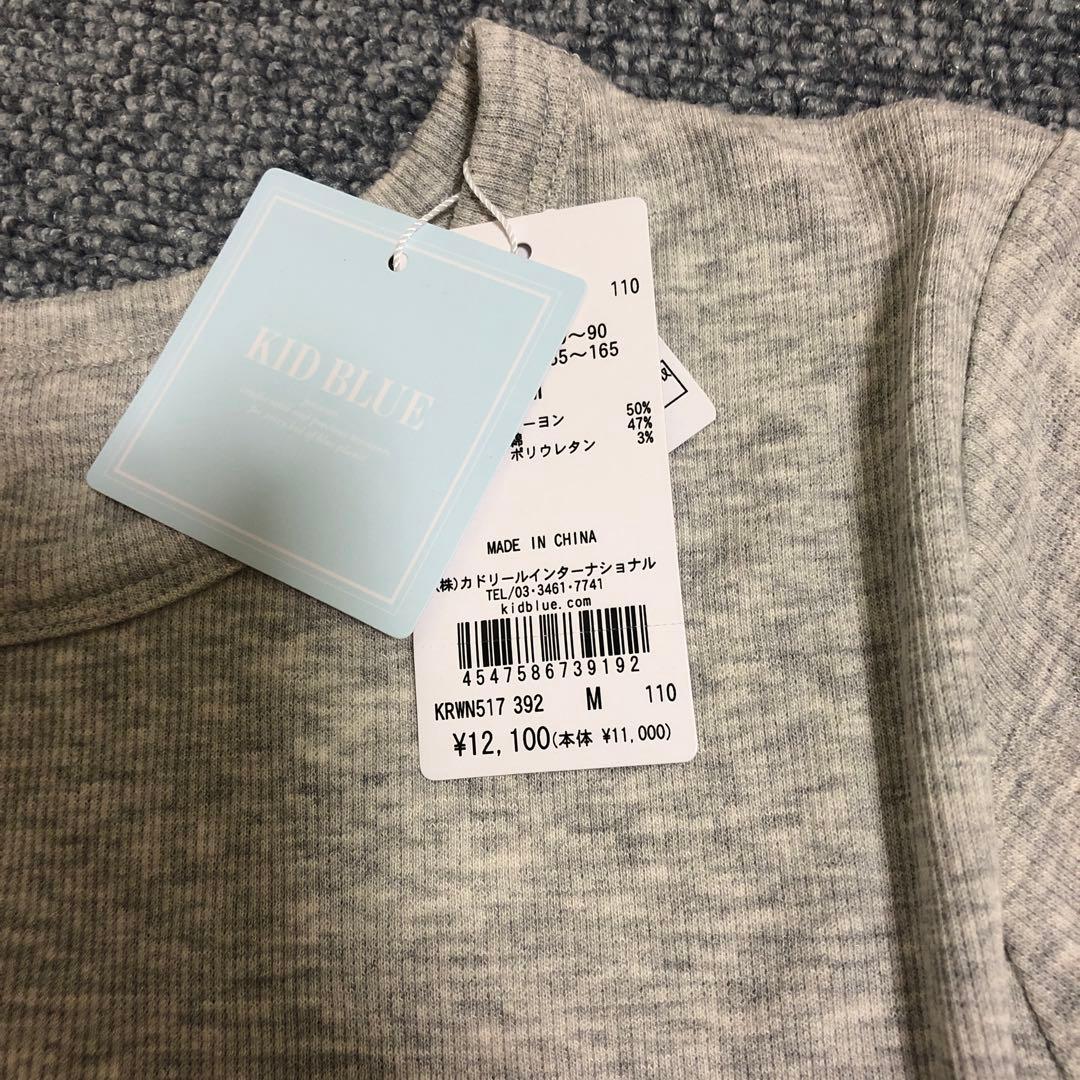 KID BLUE
110
～90
55～165
ーヨン 50%
綿 47%
ポリウレタン 3%
MADE IN CHINA
(株)カドリールインターナショナル
TEL/03･3461･7741
kidblue.com
4547586739192
KRWN517 392 M 110
¥12,100(本体 ¥11,000)